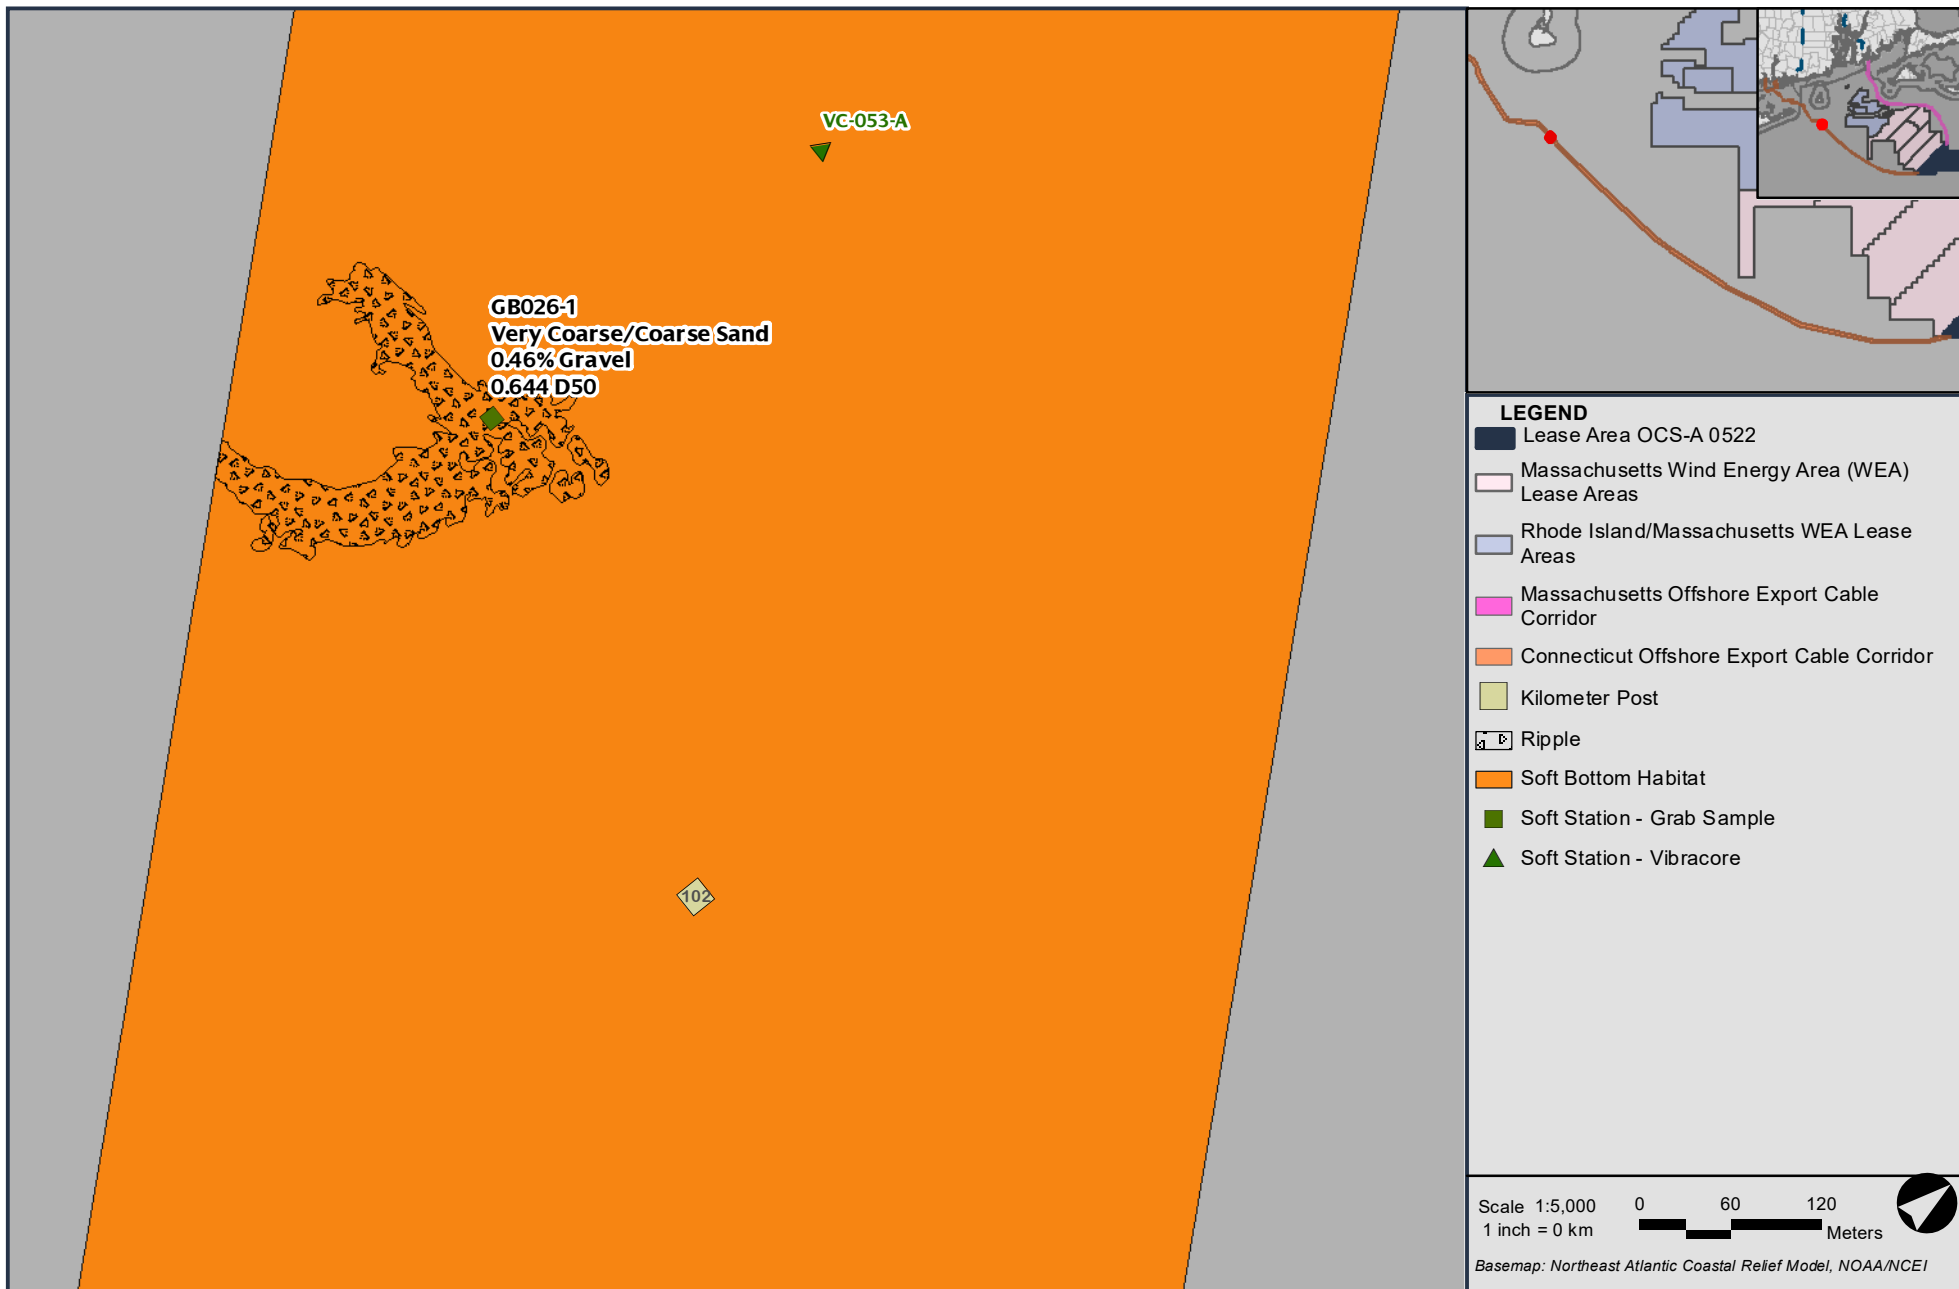 VC-053-A
GB026-1
Very Coarse/Coarse Sand
0.46% Gravel
0.644 D50
102
LEGEND
Lease Area OCS-A 0522
Massachusetts Wind Energy Area (WEA)
Lease Areas
Rhode Island/Massachusetts WEA Lease
Areas
Massachusetts Offshore Export Cable
Corridor
Connecticut Offshore Export Cable Corridor
Kilometer Post
Ripple
Soft Bottom Habitat
Soft Station - Grab Sample
Soft Station - Vibracore
Scale 1:5,000
1 inch = 0 km
0 60 120
Meters
Basemap: Northeast Atlantic Coastal Relief Model, NOAA/NCEI